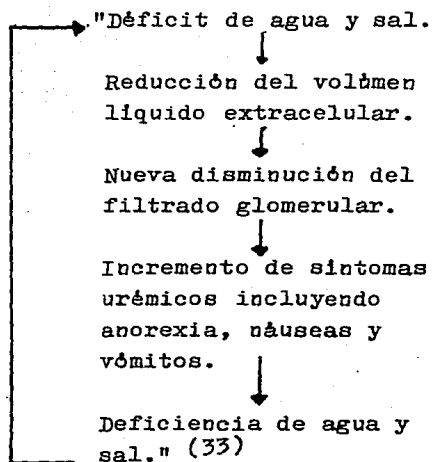 "Déficit de agua y sal.
Reducción del volúmen
líquido extracelular.
Nueva disminución del
filtrado glomerular.
Incremento de síntomas
urémicos incluyendo
anorexia, náuseas y
vómitos.
Deficiencia de agua y
sal." (33)